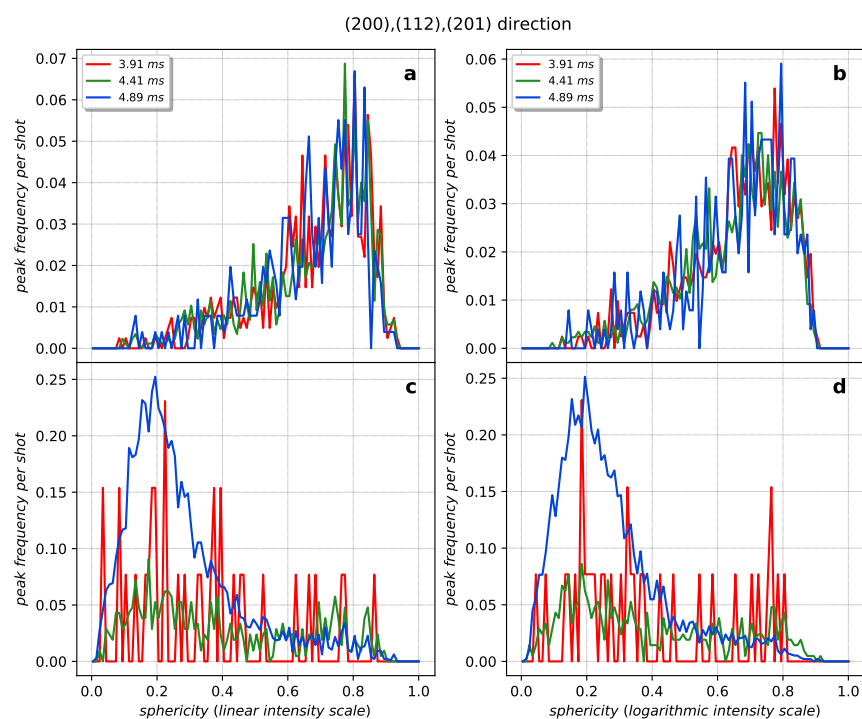 (200),(112),(201) direction
a
3.91 ms
4.41 ms
4.89 ms
0.07
0.06
0.05
0.04
0.03
0.02
0.01
0.00
peak frequency per shot
b
3.91 ms
4.41 ms
4.89 ms
0.06
0.05
0.04
0.03
0.02
0.01
0.00
peak frequency per shot
c
0.25
0.20
0.15
0.10
0.05
0.00
peak frequency per shot
0.0 0.2 0.4 0.6 0.8 1.0
sphericity (linear intensity scale)
d
0.25
0.20
0.15
0.10
0.05
0.00
peak frequency per shot
0.0 0.2 0.4 0.6 0.8 1.0
sphericity (logarithmic intensity scale)